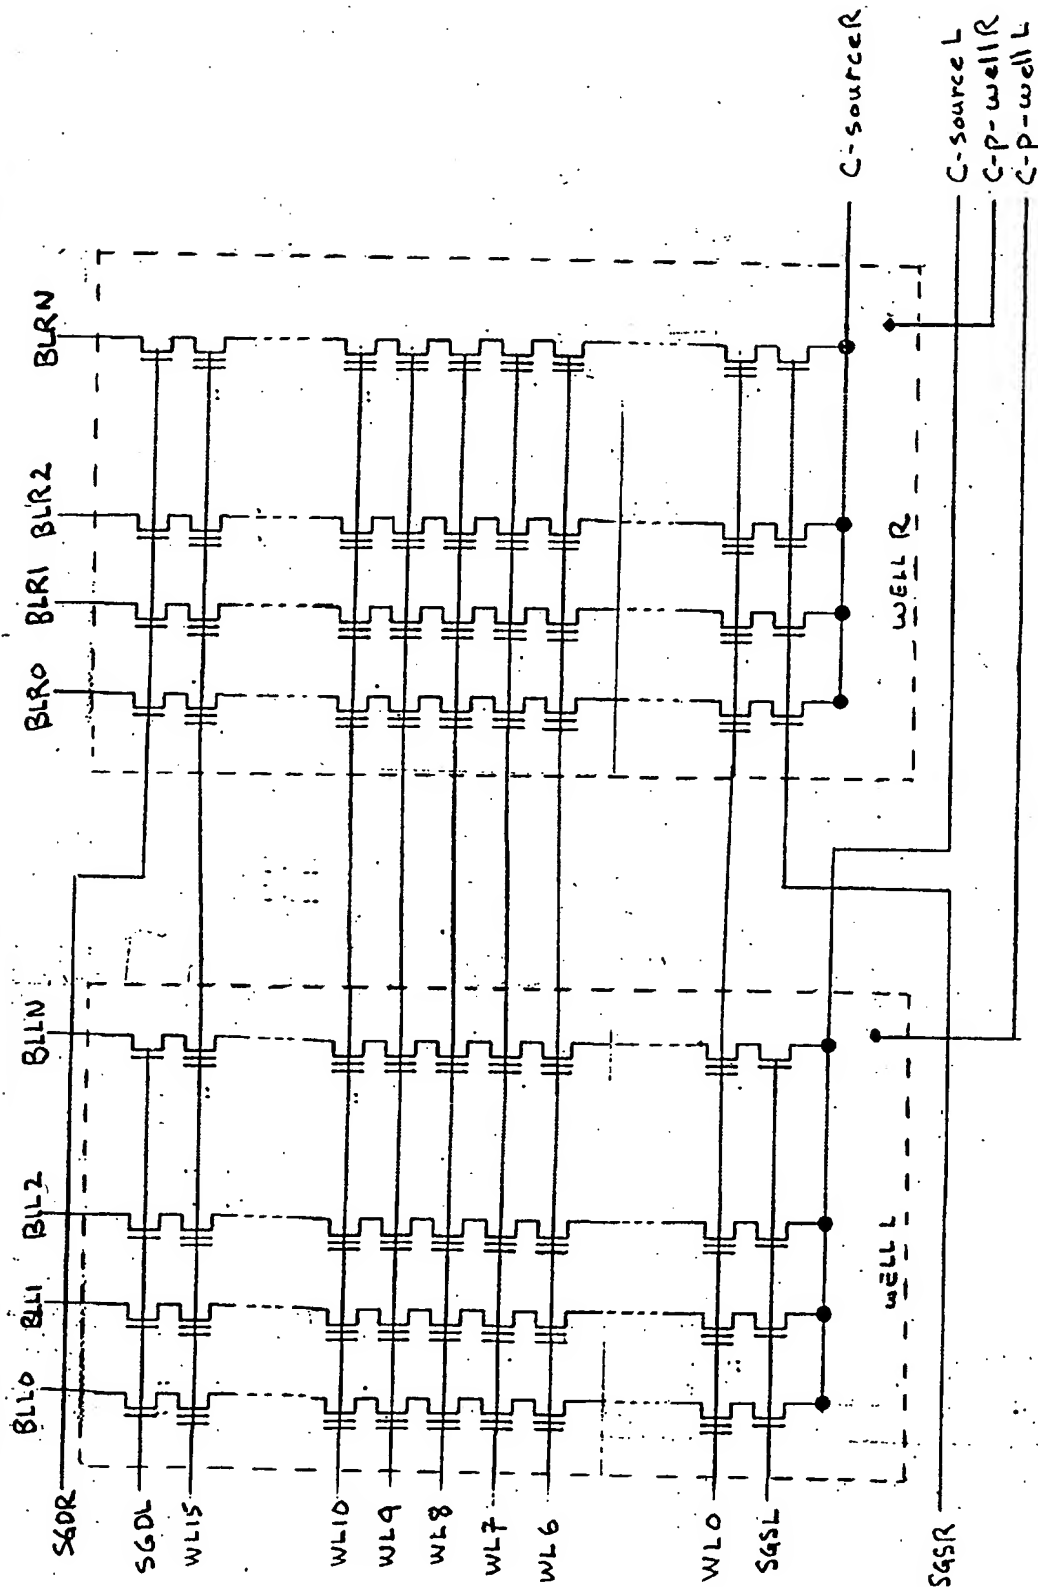 BLL0
BLL1
BLL2
BLLN
BLR0
BLR1
BLR2
BLRN
SGDR
SGDL
WL15
WL10
WL9
WL8
WL7
WL6
WL0
SGSL
SGSR
WELL L
WELL R
C-sourceR
C-source L
C-p-well R
C-p-well L